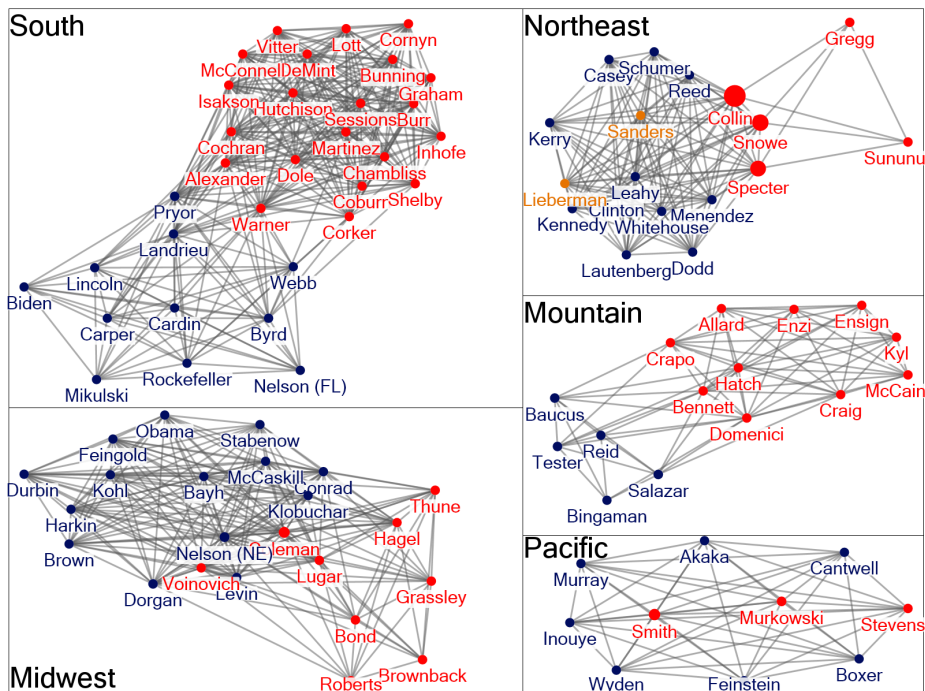 South
Vitter
Lott
Cornyn
McConnel
DeMint
Bunning
Isakson
Hutchison
Graham
Sessions
Burr
Cochran
Martinez
Inhofe
Alexander
Dole
Chambliss
Pryor
Warner
Coburn
Shelby
Corker
Landrieu
Lincoln
Webb
Biden
Carper
Cardin
Byrd
Mikulski
Rockefeller
Nelson (FL)
Northeast
Gregg
Casey
Schumer
Reed
Collin
Kerry
Sanders
Snowe
Sununu
Specter
Lieberman
Leahy
Kennedy
Clinton
Menendez
Whitehouse
Lautenberg
Dodd
Mountain
Allard
Enzi
Ensign
Crapo
Kyl
Hatch
McCain
Baucus
Bennett
Craig
Domenici
Tester
Reid
Salazar
Bingaman
Obama
Stabenow
Feingold
Durbin
Kohl
Bayh
McCaskill
Conrad
Klobuchar
Thune
Harkin
Hagel
Brown
Nelson (NE)
leman
Voinovich
Lugar
Dorgan
Levin
Grassley
Bond
Midwest
Roberts
Brownback
Pacific
Akaka
Murray
Cantwell
Inouye
Smith
Murkowski
Stevens
Wyden
Feinstein
Boxer